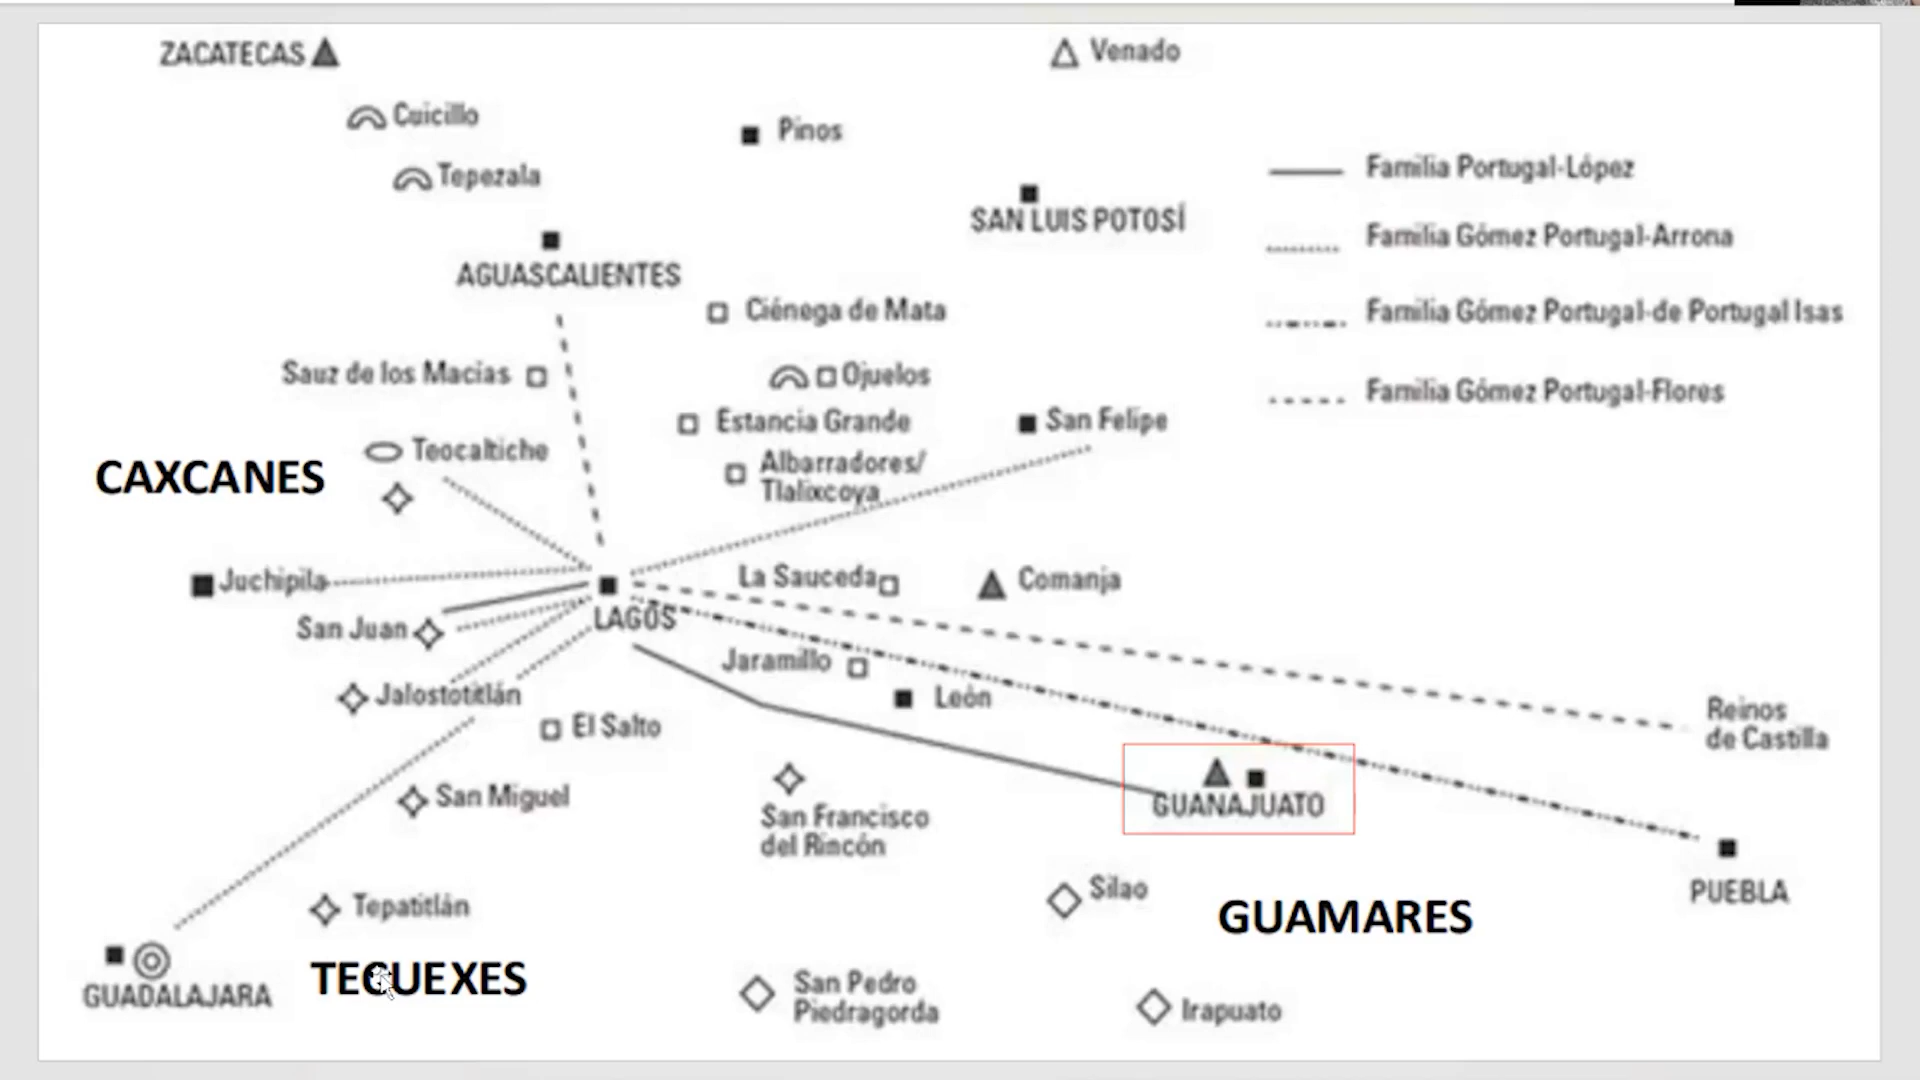 ZACATECAS
Venado
Cuicillo
Pinos
Tepezala
Familia Portugal-López
SAN LUIS POTOSÍ
Familia Gómez Portugal-Arrona
AGUASCALIENTES
Ciénega de Mata
Familia Gómez Portugal-de Portugal Isas
Sauz de los Macias
Ojuelos
Familia Gómez Portugal-Flores
Estancia Grande
San Felipe
Teocaltiche
Albarradores/
Tlalixcoya
CAXCANES
Juchipila
La Sauceda
Comanja
San Juan
LAGOS
Jaramillo
León
Jalostotitlán
El Salto
Reinos
de Castilla
San Miguel
San Francisco
del Rincón
GUANAJUATO
Silao
PUEBLA
Tepatitlán
GUAMARES
TECUEXES
GUADALAJARA
San Pedro
Piedragorda
Irapuato